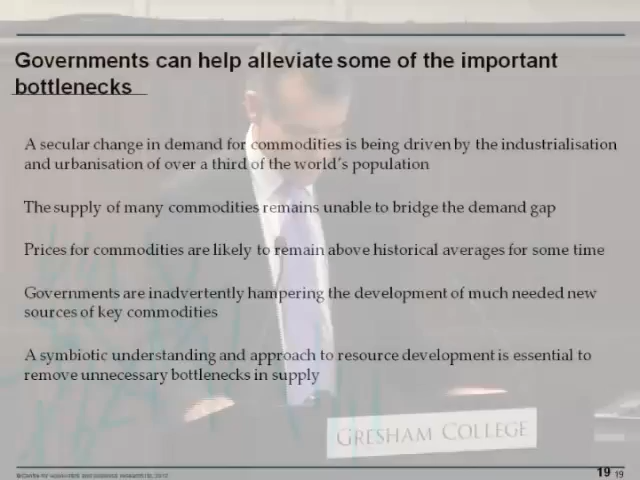 Governments can help alleviate some of the important
bottlenecks
A secular change in demand for commodities is being driven by the industrialisation
and urbanisation of over a third of the world's population
The supply of many commodities remains unable to bridge the demand gap
Prices for commodities are likely to remain above historical averages for some time
Governments are inadvertently hampering the development of much needed new
sources of key commodities
A symbiotic understanding and approach to resource development is essential to
remove unnecessary bottlenecks in supply
GRESHAM COLLEGE
19 19